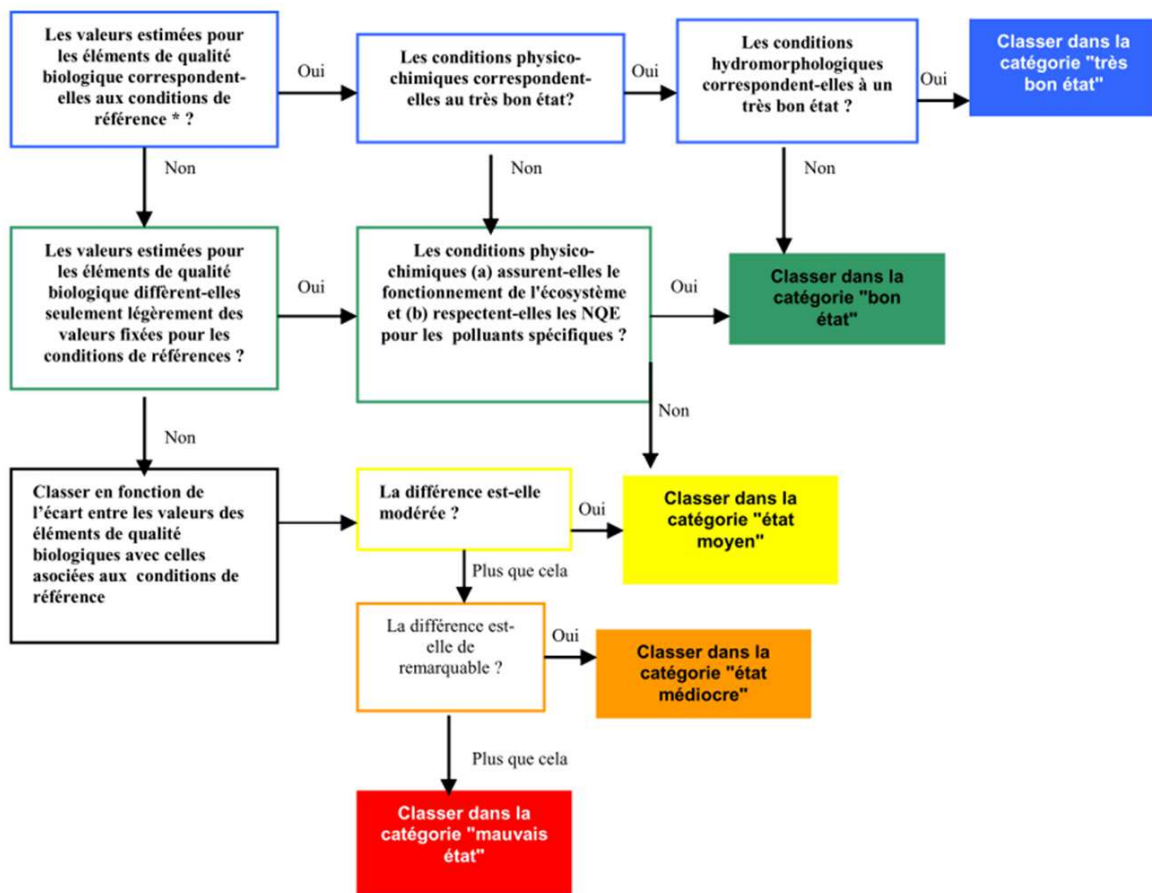 Les valeurs estimées pour
les éléments de qualité
biologique correspondent-
elles aux conditions de
référence * ?
Oui
Les conditions physico-
chimiques correspondent-
elles au très bon état?
Oui
Les conditions
hydromorphologiques
correspondent-elles à un
très bon état ?
Oui
Classer dans la
catégorie "très
bon état"
Non
Non
Non
Les valeurs estimées pour
les éléments de qualité
biologique diffèrent-elles
seulement légèrement des
valeurs fixées pour les
conditions de références ?
Oui
Les conditions physico-
chimiques (a) assurent-elles le
fonctionnement de l'écosystème
et (b) respectent-elles les NQE
pour les polluants spécifiques ?
Oui
Classer dans la
catégorie "bon
état"
Non
Non
Classer en fonction de
l'écart entre les valeurs des
éléments de qualité
biologiques avec celles
asociées aux conditions de
référence
La différence est-elle
modérée ?
Oui
Classer dans la
catégorie "état
moyen"
Plus que cela
La différence est-
elle de
remarquable ?
Oui
Classer dans la
catégorie "état
médiocre"
Plus que cela
Classer dans la
catégorie "mauvais
état"